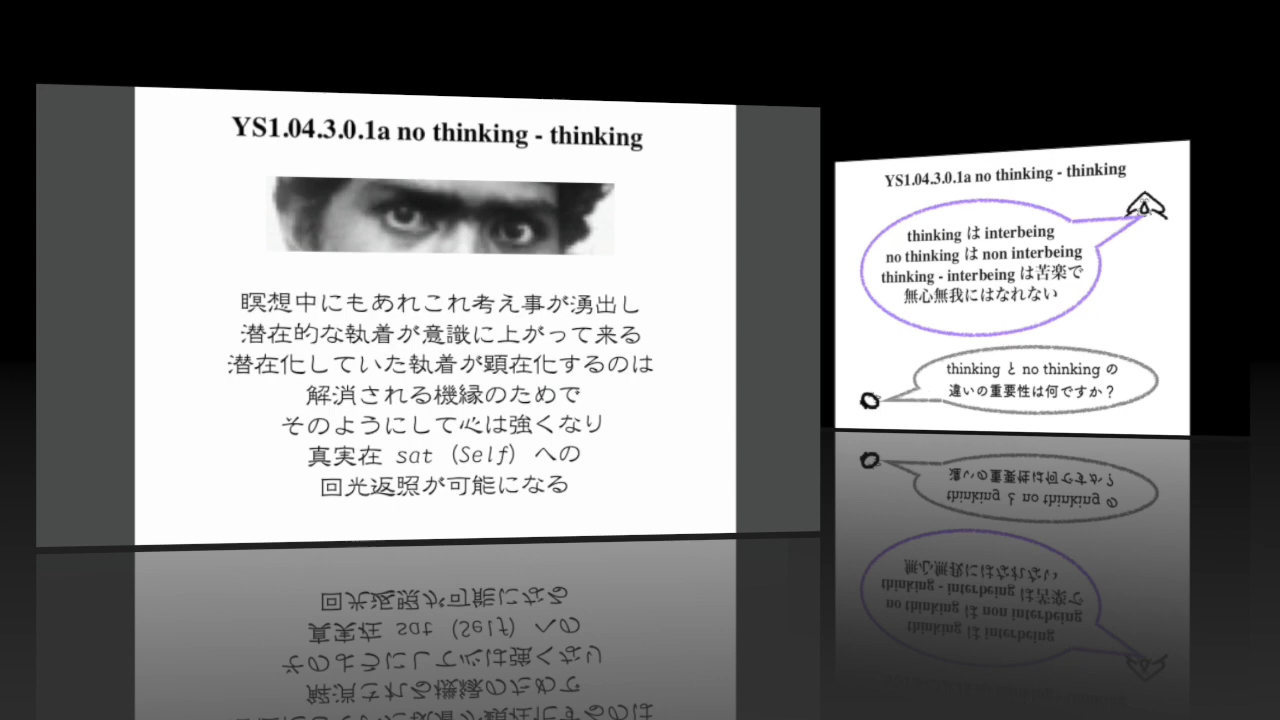 YS1.04.3.0.1a no thinking - thinking
瞑想中にもあれこれ考え事が湧出し
潜在的な執着が意識に上がって来る
潜在化していた執着が顕在化するのは
解消される機縁のためで
そのようにして心は強くなり
真実在 sat (Self) への
回光返照が可能になる
YS1.04.3.0.1a no thinking - thinking
thinking は interbeing
no thinking は non interbeing
thinking - interbeing は苦楽で
無心無我にはなれない
thinking と no thinking の
違いの重要性は何ですか？